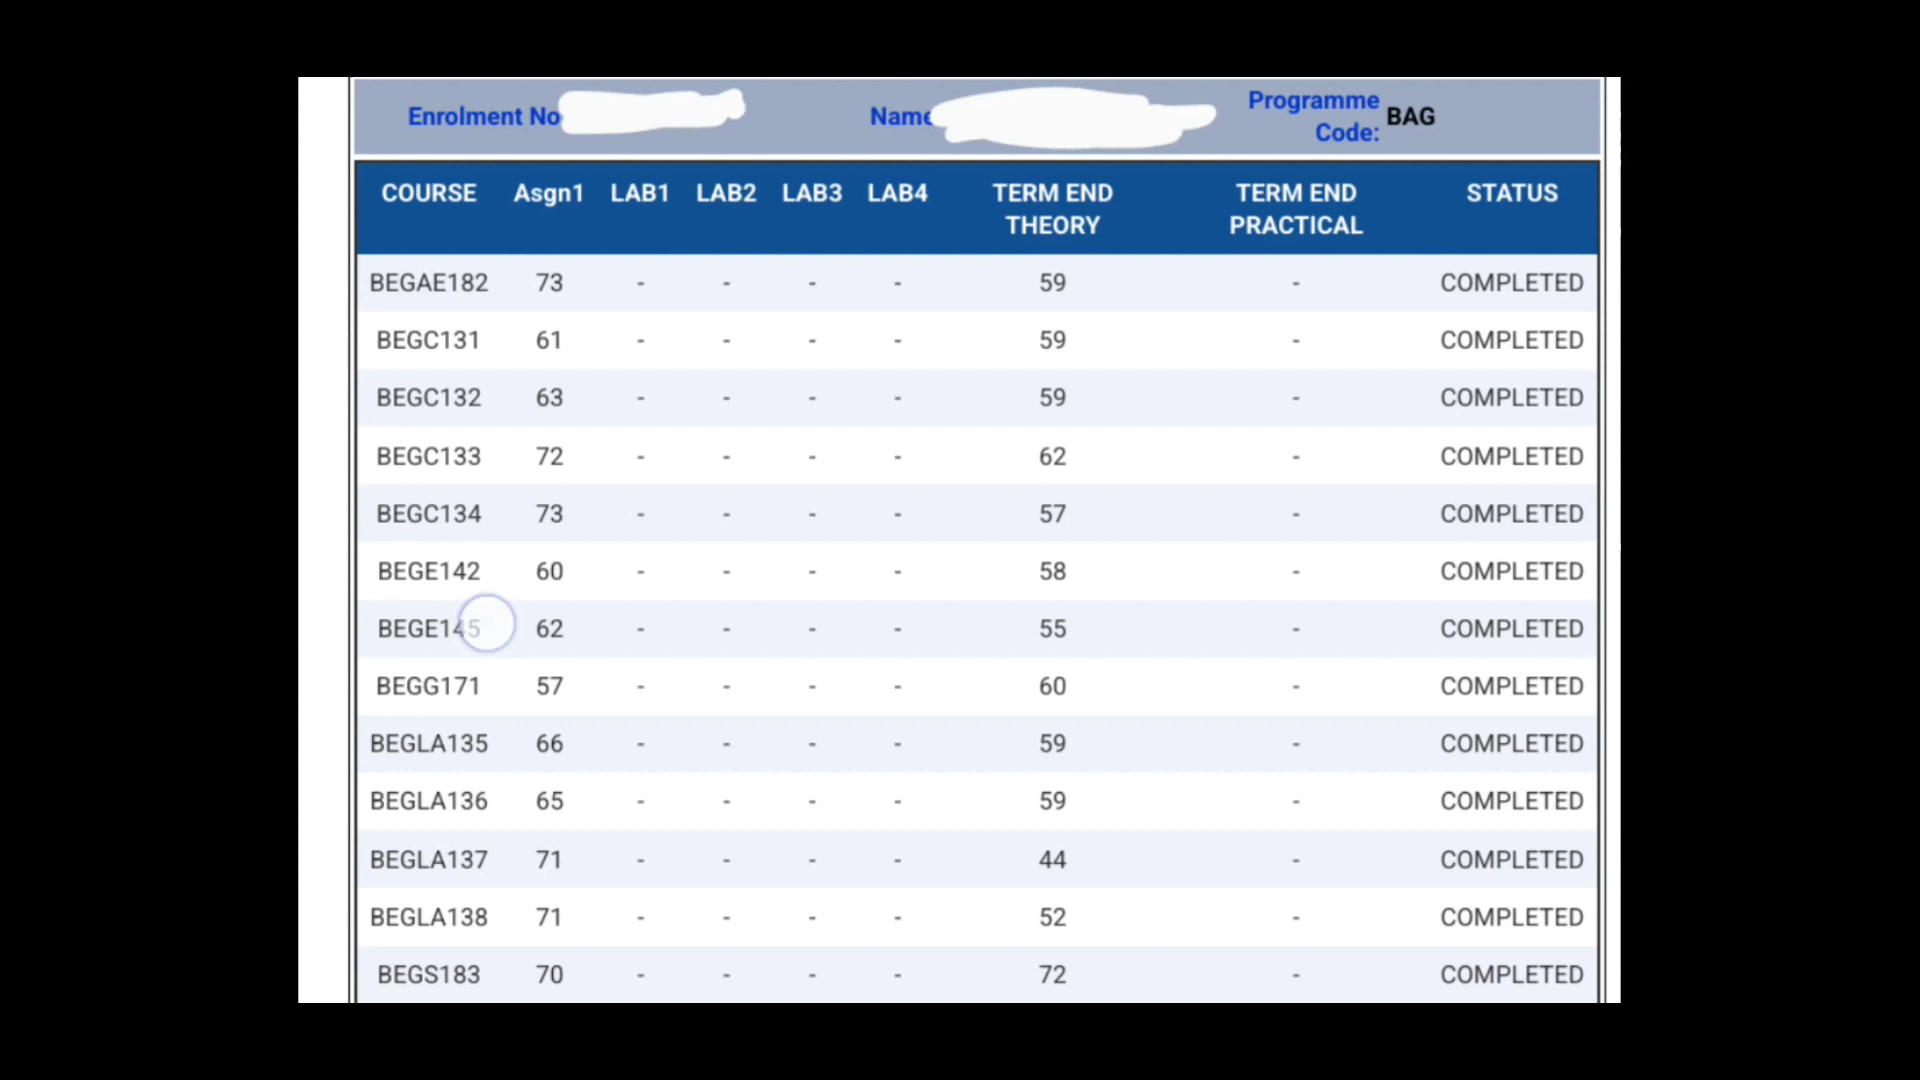 Enrolment No Name Programme Code: BAG
COURSE Asgn1 LAB1 LAB2 LAB3 LAB4 TERM END THEORY TERM END PRACTICAL STATUS
BEGAE182 73 - - - - 59 - COMPLETED
BEGC131 61 - - - - 59 - COMPLETED
BEGC132 63 - - - - 59 - COMPLETED
BEGC133 72 - - - - 62 - COMPLETED
BEGC134 73 - - - - 57 - COMPLETED
BEGE142 60 - - - - 58 - COMPLETED
BEGE145 62 - - - - 55 - COMPLETED
BEGG171 57 - - - - 60 - COMPLETED
BEGLA135 66 - - - - 59 - COMPLETED
BEGLA136 65 - - - - 59 - COMPLETED
BEGLA137 71 - - - - 44 - COMPLETED
BEGLA138 71 - - - - 52 - COMPLETED
BEGS183 70 - - - - 72 - COMPLETED